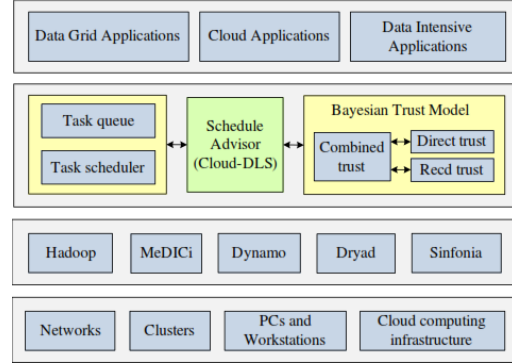 Data Grid Applications
Cloud Applications
Data Intensive
Applications
Task queue
Task scheduler
Schedule
Advisor
(Cloud-DLS)
Bayesian Trust Model
Combined
trust
Direct trust
Recd trust
Hadoop
MeDICi
Dynamo
Dryad
Sinfonia
Networks
Clusters
PCs and
Workstations
Cloud computing
infrastructure